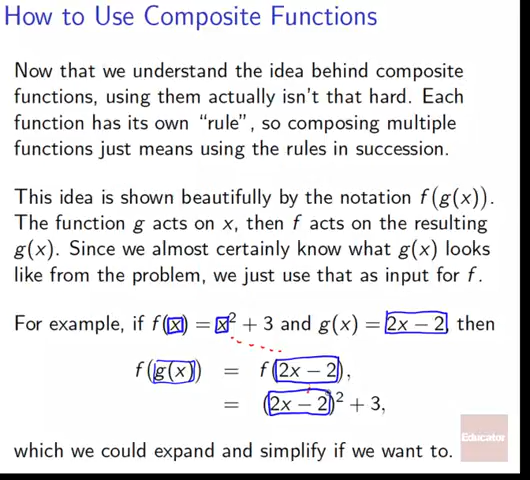 How to Use Composite Functions
Now that we understand the idea behind composite
functions, using them actually isn't that hard. Each
function has its own “rule”, so composing multiple
functions just means using the rules in succession.
This idea is shown beautifully by the notation f(g(x)).
The function g acts on x, then f acts on the resulting
g(x). Since we almost certainly know what g(x) looks
like from the problem, we just use that as input for f.
For example, if f(x) = x² + 3 and g(x) = 2x − 2 then
f(g(x)) = f(2x − 2),
= (2x − 2)² + 3,
which we could expand and simplify if we want to.
Educator